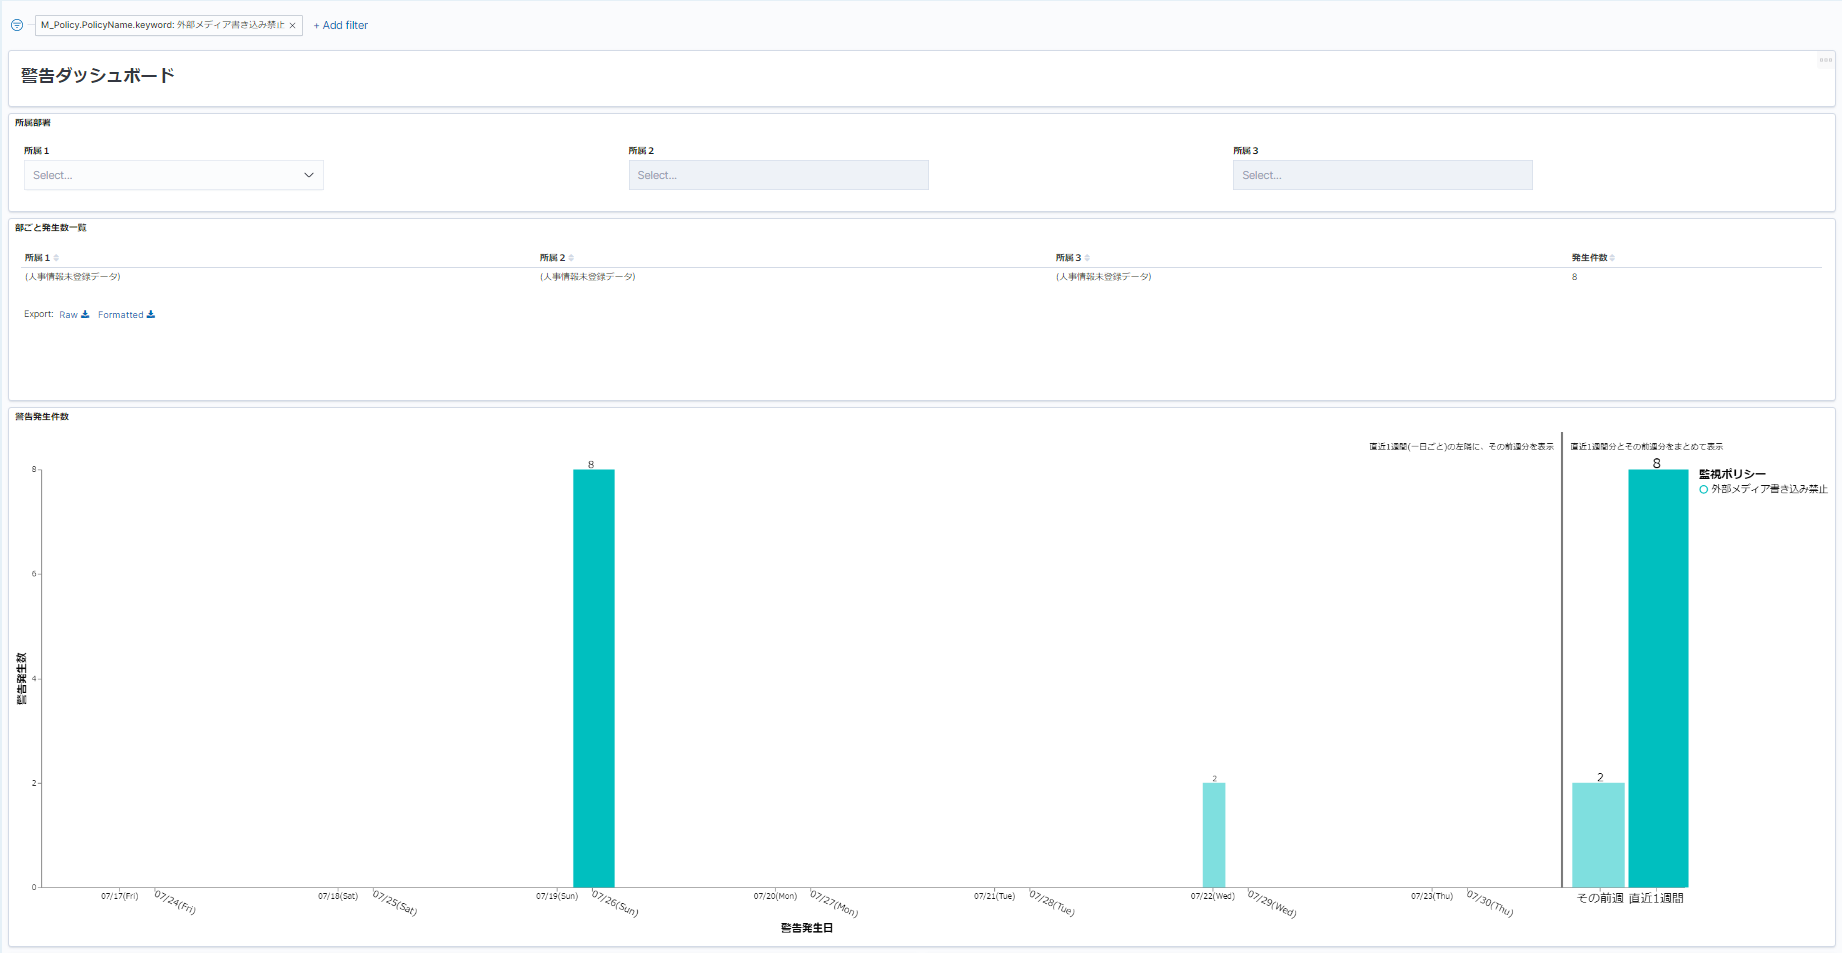 M_Policy.PolicyName.keyword: 外部メディア書き込み禁止 × + Add filter
警告ダッシュボード
所属部署
所属１ 所属２ 所属３
Select... Select... Select...
部ごと発生数一覧
所属１ 所属２ 所属３ 発生件数
(人事情報未登録データ) (人事情報未登録データ) (人事情報未登録データ) 8
Export: Raw Formatted
警告発生件数
直近1週間(一日ごと)の左隣に、その前週分を表示 直近1週間分とその前週分をまとめて表示
8 8
監視ポリシー
外部メディア書き込み禁止
8
6
4
2
0
警告発生数
2 2
07/17(Fri) 07/24(Fri) 07/18(Sat) 07/25(Sat) 07/19(Sun) 07/26(Sun) 07/20(Mon) 07/27(Mon) 07/21(Tue) 07/28(Tue) 07/22(Wed) 07/29(Wed) 07/23(Thu) 07/30(Thu) その前週 直近1週間
警告発生日